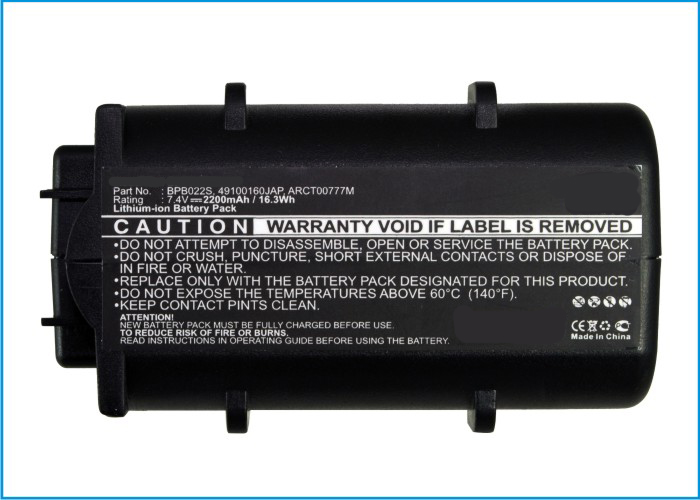 Part No. : BPB022S, 49100160JAP, ARCT00777M
Rating : 7.4V⎓2200mAh / 16.3Wh
Lithium-ion Battery Pack
CAUTION WARRANTY VOID IF LABEL IS REMOVED
•DO NOT ATTEMPT TO DISASSEMBLE, OPEN OR SERVICE THE BATTERY PACK.
•DO NOT CRUSH, PUNCTURE, SHORT EXTERNAL CONTACTS OR DISPOSE OF
IN FIRE OR WATER.
•REPLACE ONLY WITH THE BATTERY PACK DESIGNATED FOR THIS PRODUCT.
•DO NOT EXPOSE THE TEMPERATURES ABOVE 60°C (140°F).
•KEEP CONTACT PINTS CLEAN.
ATTENTION!
NEW BATTERY PACK MUST BE FULLY CHARGED BEFORE USE.
TO REDUCE RISK OF FIRE OR BURNS.
READ INSTRUCTIONS IN OPERATING GUIDE BEFORE USING THE BATTERY.
CE
Made in China